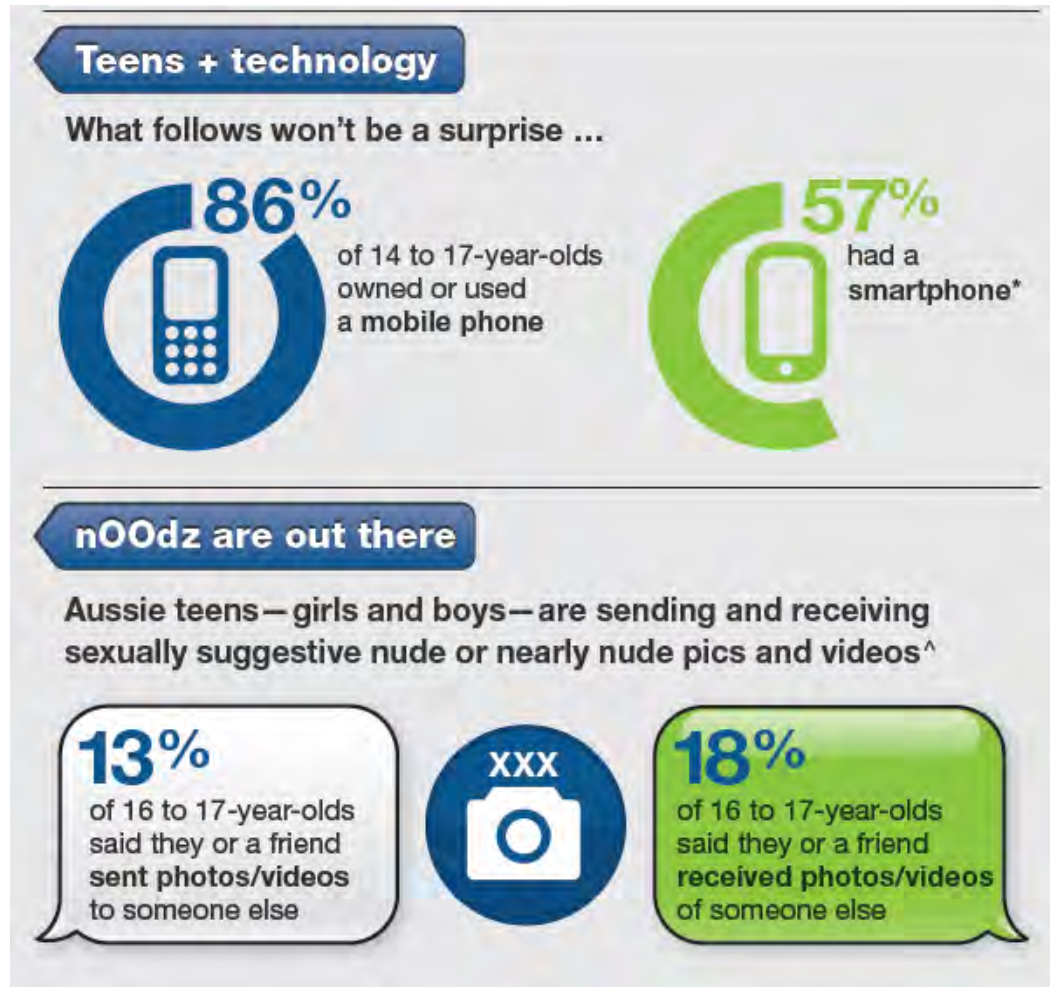 Teens + technology
What follows won't be a surprise ...
86%
of 14 to 17-year-olds
owned or used
a mobile phone
57%
had a
smartphone*
nOOdz are out there
Aussie teens—girls and boys—are sending and receiving
sexually suggestive nude or nearly nude pics and videos^
13%
of 16 to 17-year-olds
said they or a friend
sent photos/videos
to someone else
XXX
18%
of 16 to 17-year-olds
said they or a friend
received photos/videos
of someone else